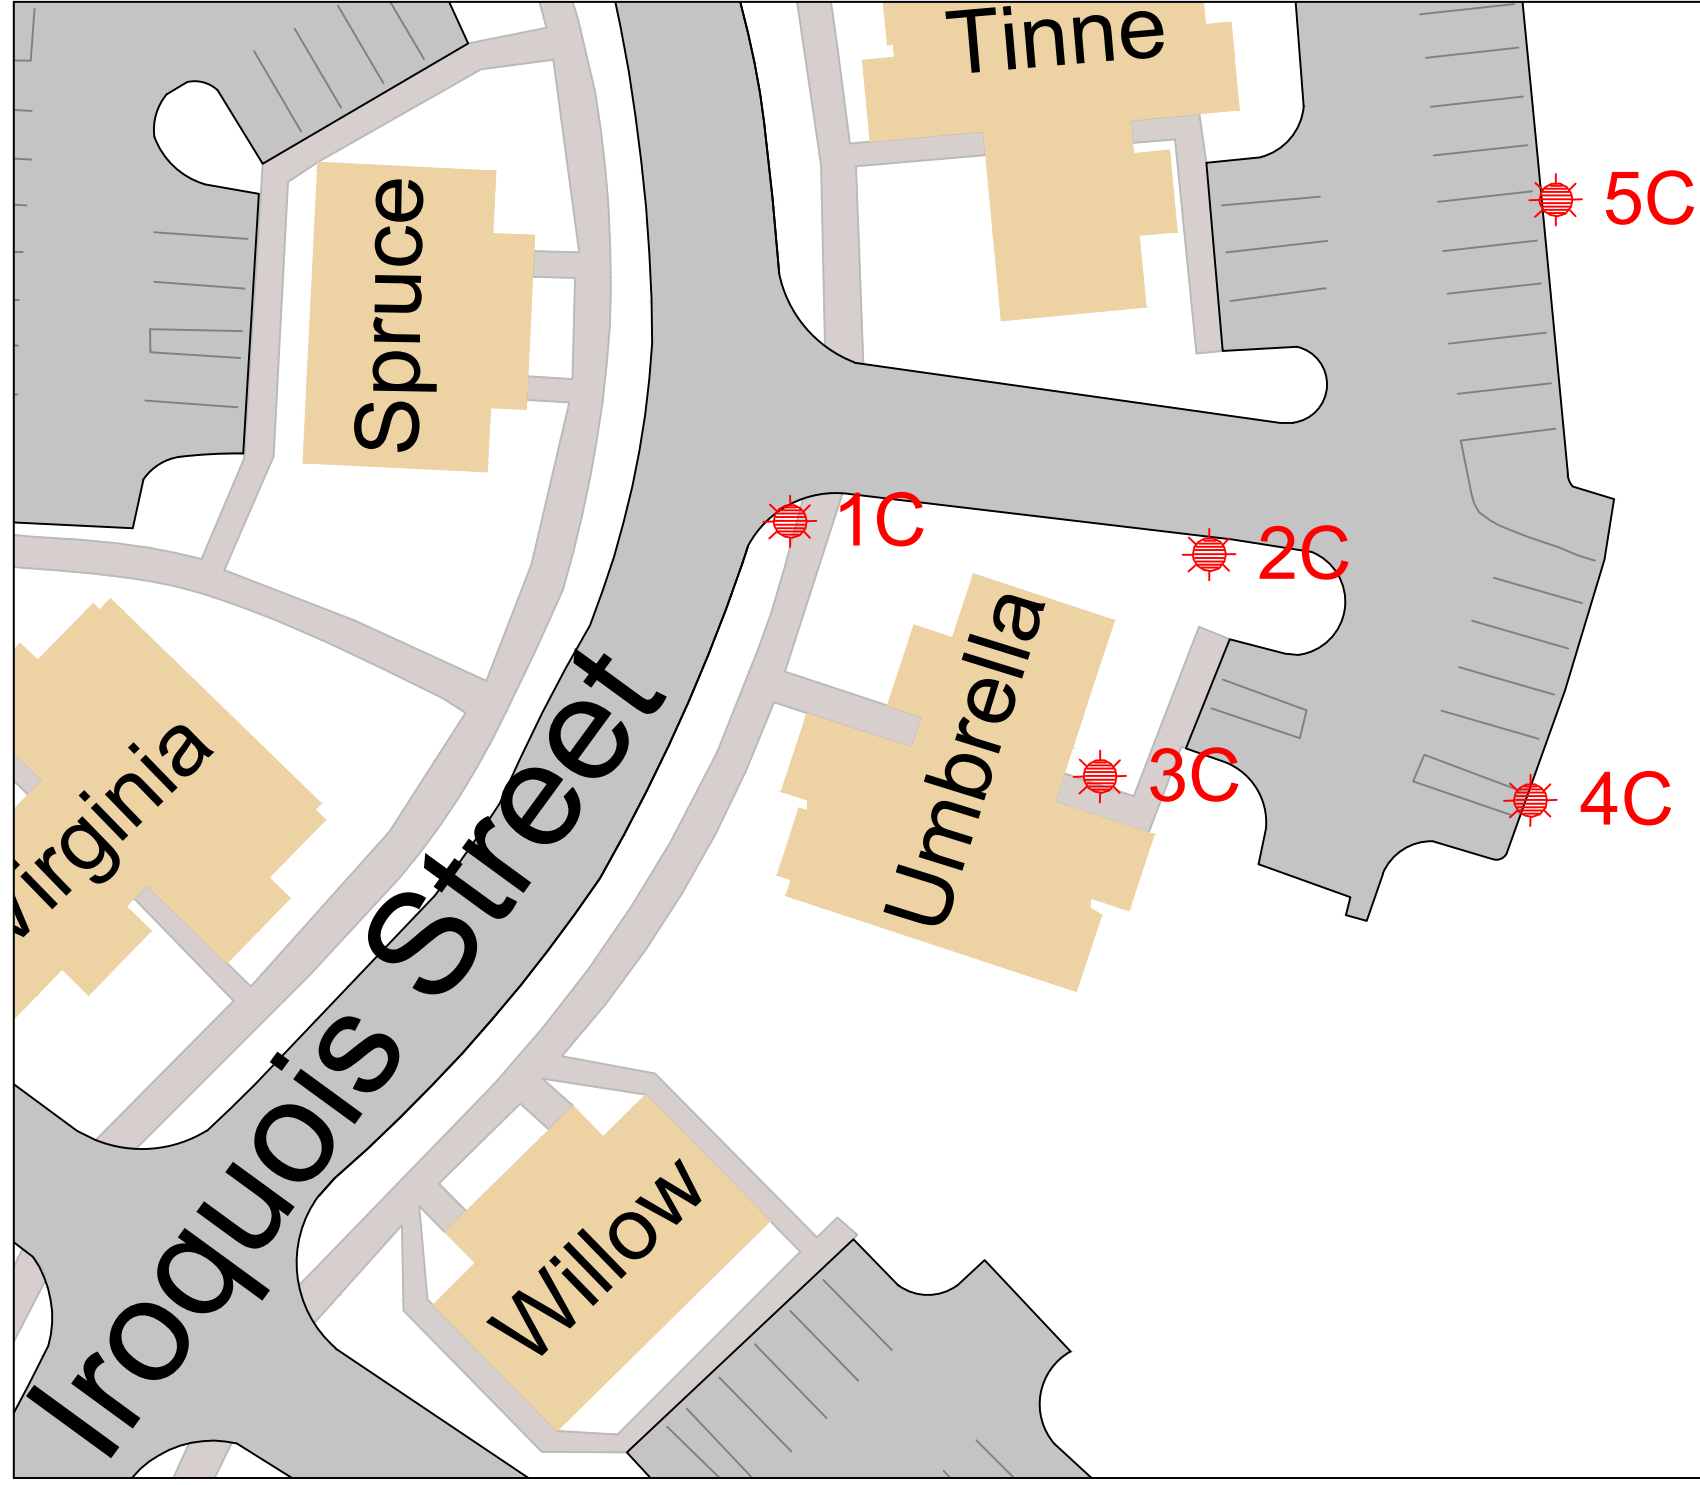 Tinne
5C
Spruce
1C
2C
Umbrella
3C
4C
Virginia
Iroquois Street
Willow